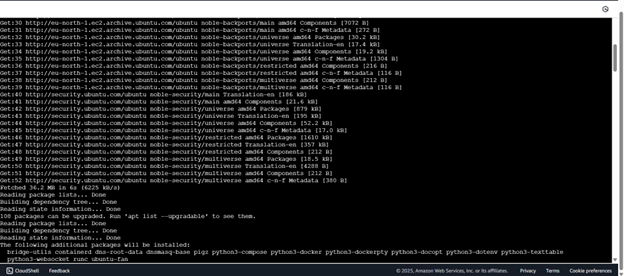 Get:30 http://eu-north-1.ec2.archive.ubuntu.com/ubuntu noble-backports/main amd64 Components [7072 B]
Get:31 http://eu-north-1.ec2.archive.ubuntu.com/ubuntu noble-backports/main amd64 c-n-f Metadata [272 B]
Get:32 http://eu-north-1.ec2.archive.ubuntu.com/ubuntu noble-backports/universe amd64 Packages [30.2 kB]
Get:33 http://eu-north-1.ec2.archive.ubuntu.com/ubuntu noble-backports/universe Translation-en [17.4 kB]
Get:34 http://eu-north-1.ec2.archive.ubuntu.com/ubuntu noble-backports/universe amd64 Components [19.2 kB]
Get:35 http://eu-north-1.ec2.archive.ubuntu.com/ubuntu noble-backports/universe amd64 c-n-f Metadata [1304 B]
Get:36 http://eu-north-1.ec2.archive.ubuntu.com/ubuntu noble-backports/restricted amd64 Components [216 B]
Get:37 http://eu-north-1.ec2.archive.ubuntu.com/ubuntu noble-backports/restricted amd64 c-n-f Metadata [116 B]
Get:38 http://eu-north-1.ec2.archive.ubuntu.com/ubuntu noble-backports/multiverse amd64 Components [212 B]
Get:39 http://eu-north-1.ec2.archive.ubuntu.com/ubuntu noble-backports/multiverse amd64 c-n-f Metadata [116 B]
Get:40 http://security.ubuntu.com/ubuntu noble-security/main Translation-en [186 kB]
Get:41 http://security.ubuntu.com/ubuntu noble-security/main amd64 Components [21.6 kB]
Get:42 http://security.ubuntu.com/ubuntu noble-security/universe amd64 Packages [879 kB]
Get:43 http://security.ubuntu.com/ubuntu noble-security/universe Translation-en [195 kB]
Get:44 http://security.ubuntu.com/ubuntu noble-security/universe amd64 Components [52.2 kB]
Get:45 http://security.ubuntu.com/ubuntu noble-security/universe amd64 c-n-f Metadata [17.0 kB]
Get:46 http://security.ubuntu.com/ubuntu noble-security/restricted amd64 Packages [1610 kB]
Get:47 http://security.ubuntu.com/ubuntu noble-security/restricted Translation-en [357 kB]
Get:48 http://security.ubuntu.com/ubuntu noble-security/restricted amd64 Components [212 B]
Get:49 http://security.ubuntu.com/ubuntu noble-security/multiverse amd64 Packages [18.5 kB]
Get:50 http://security.ubuntu.com/ubuntu noble-security/multiverse Translation-en [4288 B]
Get:51 http://security.ubuntu.com/ubuntu noble-security/multiverse amd64 Components [212 B]
Get:52 http://security.ubuntu.com/ubuntu noble-security/multiverse amd64 c-n-f Metadata [380 B]
Fetched 36.2 MB in 6s (6225 kB/s)
Reading package lists... Done
Building dependency tree... Done
Reading state information... Done
108 packages can be upgraded. Run 'apt list --upgradable' to see them.
Reading package lists... Done
Building dependency tree... Done
Reading state information... Done
The following additional packages will be installed:
bridge-utils containerd dns-root-data dnsmasq-base pigz python3-compose python3-docker python3-dockerpty python3-docopt python3-dotenv python3-texttable
python3-websocket runc ubuntu-fan
CloudShell Feedback © 2025, Amazon Web Services, Inc. or its affiliates. Privacy Terms Cookie preferences